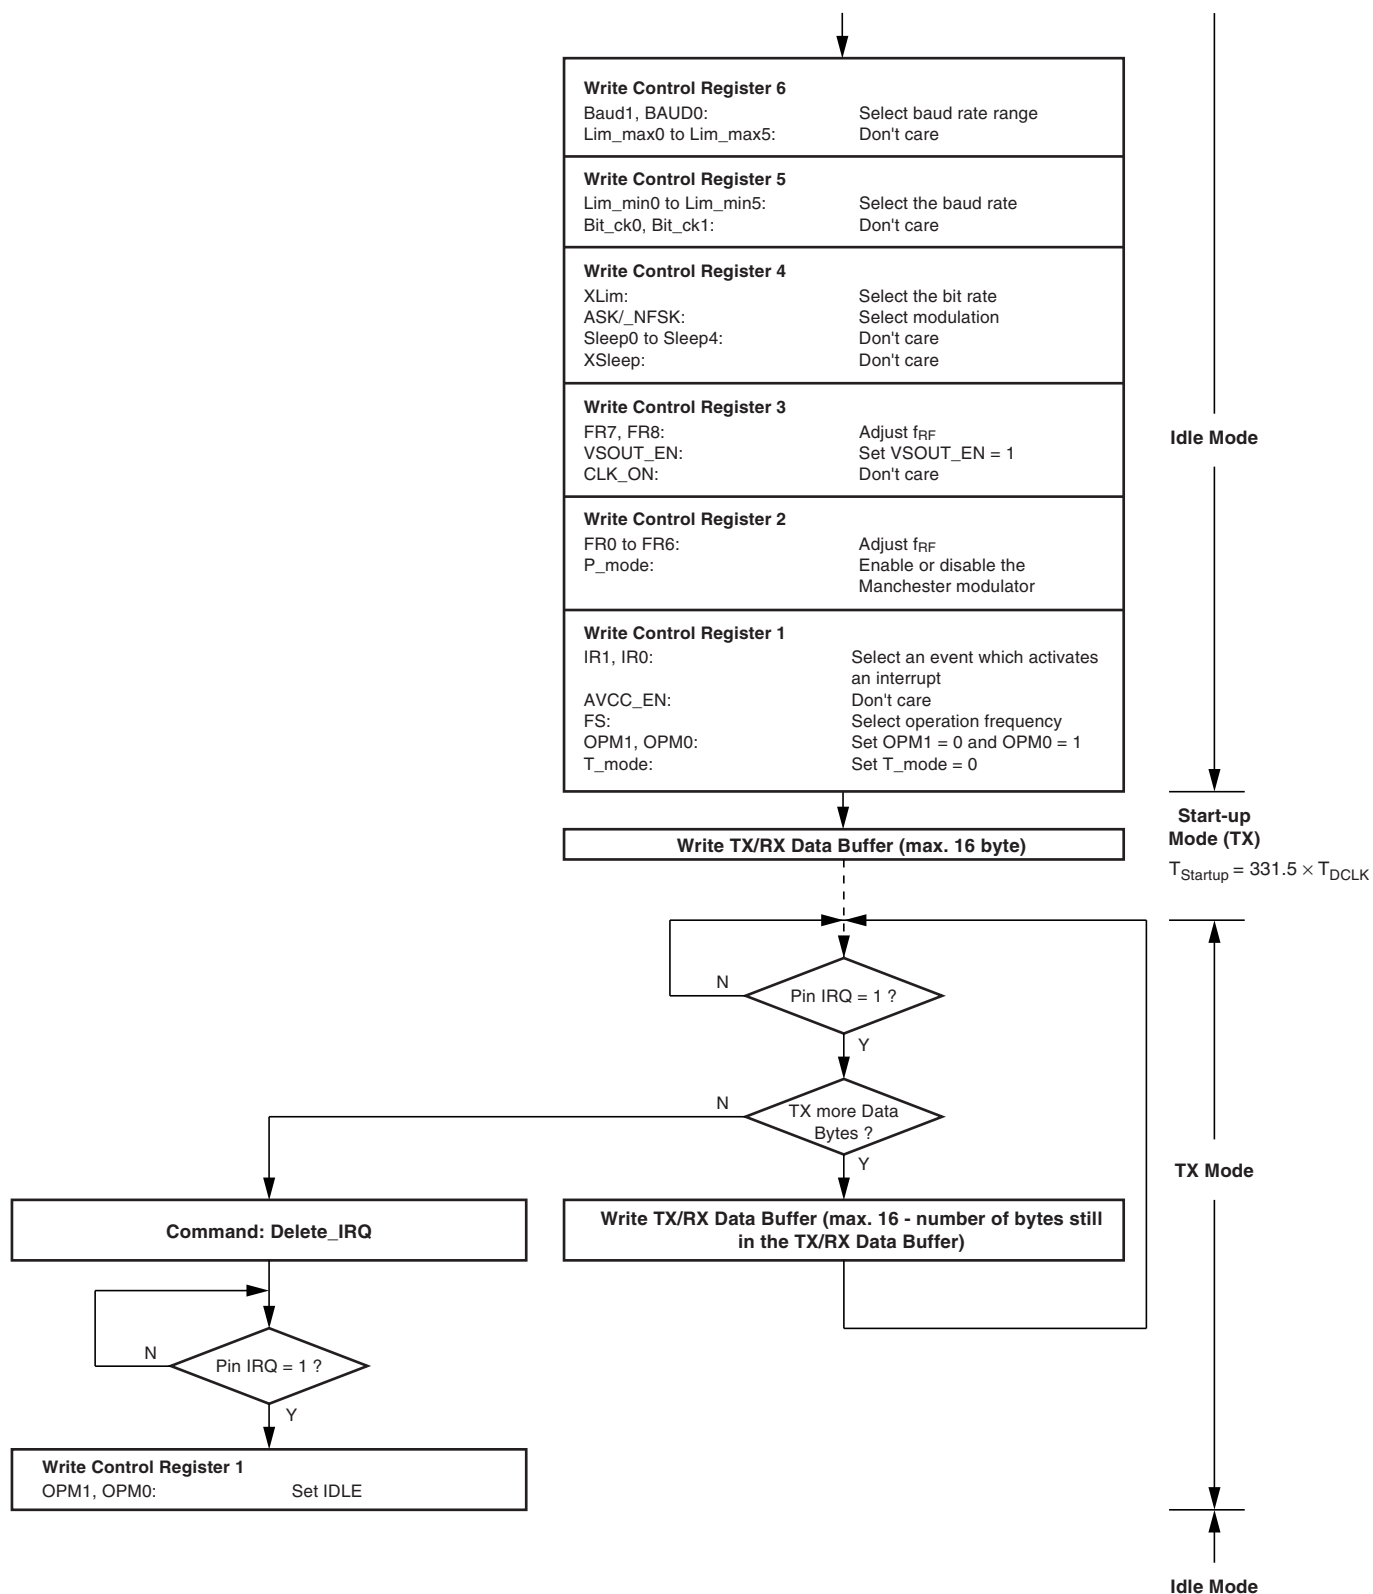 Write Control Register 6
Baud1, BAUD0: Select baud rate range
Lim_max0 to Lim_max5: Don't care
Write Control Register 5
Lim_min0 to Lim_min5: Select the baud rate
Bit_ck0, Bit_ck1: Don't care
Write Control Register 4
XLim: Select the bit rate
ASK/_NFSK: Select modulation
Sleep0 to Sleep4: Don't care
XSleep: Don't care
Write Control Register 3
FR7, FR8: Adjust fRF
VSOUT_EN: Set VSOUT_EN = 1
CLK_ON: Don't care
Idle Mode
Write Control Register 2
FR0 to FR6: Adjust fRF
P_mode: Enable or disable the
Manchester modulator
Write Control Register 1
IR1, IR0: Select an event which activates
an interrupt
AVCC_EN: Don't care
FS: Select operation frequency
OPM1, OPM0: Set OPM1 = 0 and OPM0 = 1
T_mode: Set T_mode = 0
Start-up
Mode (TX)
TStartup = 331.5 × TDCLK
Write TX/RX Data Buffer (max. 16 byte)
N
Pin IRQ = 1 ?
Y
N
TX more Data
Bytes ?
Y
TX Mode
Command: Delete_IRQ
Write TX/RX Data Buffer (max. 16 - number of bytes still
in the TX/RX Data Buffer)
N
Pin IRQ = 1 ?
Y
Write Control Register 1
OPM1, OPM0: Set IDLE
Idle Mode